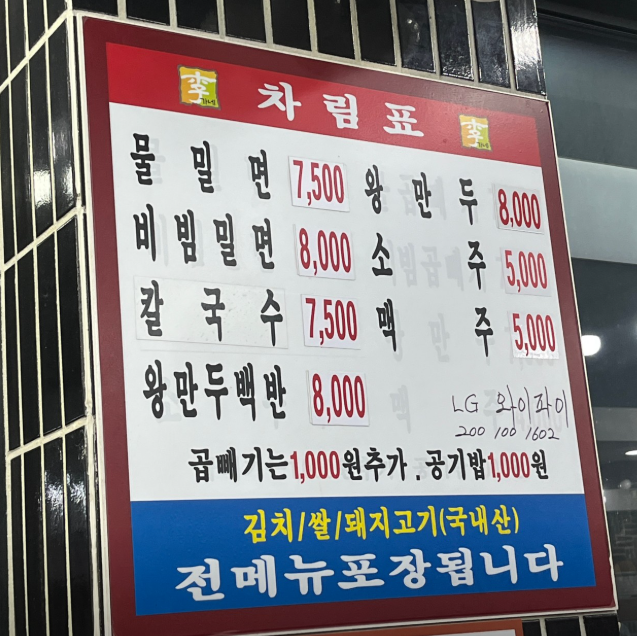 李 가네 차림표 李 가네
물밀면 7,500 왕만두 8,000
비빔밀면 8,000 소주 5,000
칼국수 7,500 맥주 5,000
왕만두백반 8,000
LG 와이파이
200 100 1602
곱빼기는1,000원추가. 공기밥1,000원
김치/쌀/돼지고기(국내산)
전메뉴포장됩니다